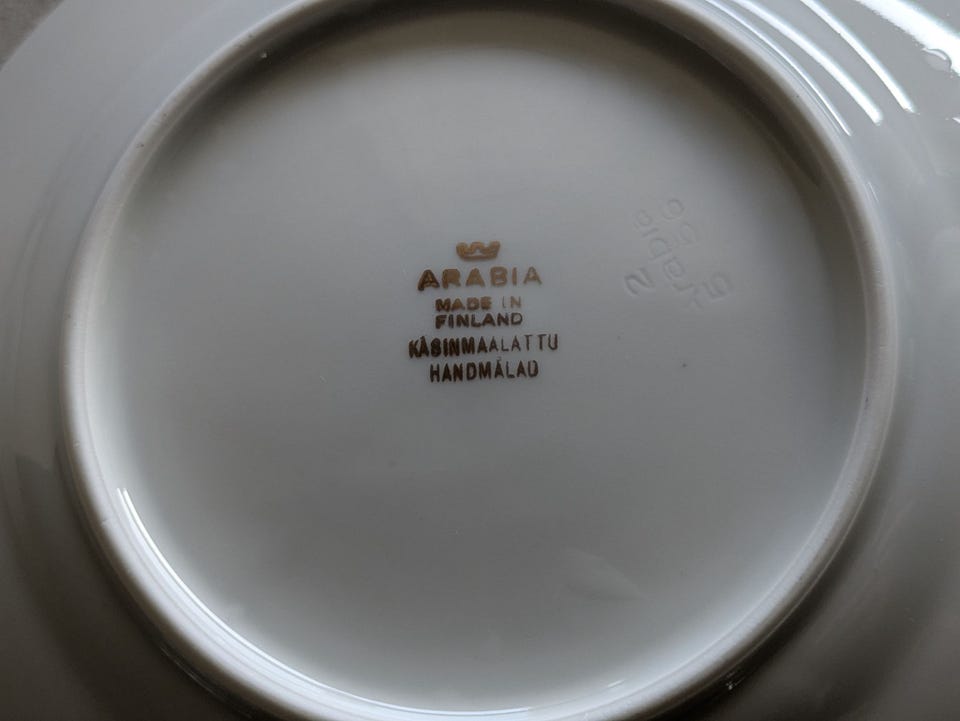 ARABIA
MADE IN
FINLAND
KÄSINMAALATTU
HANDMÅLAD